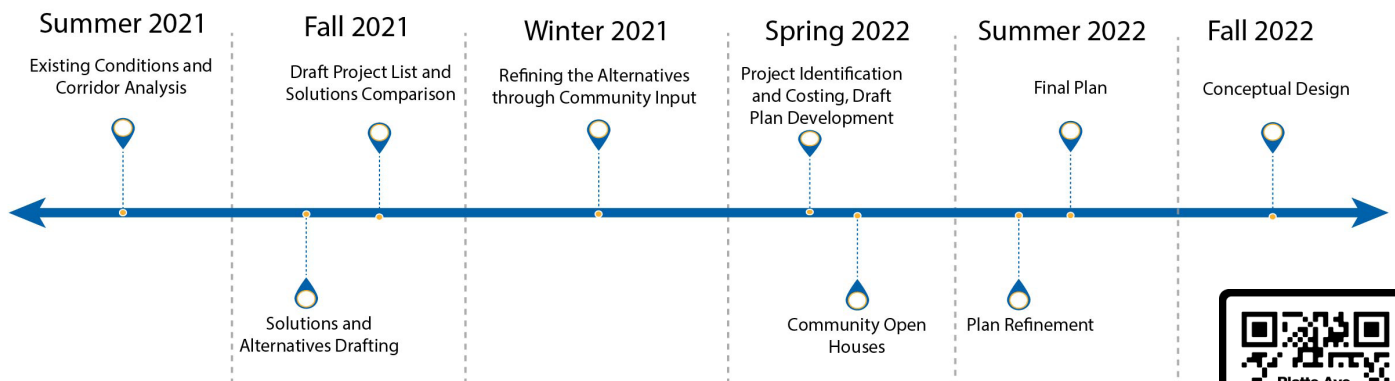 Summer 2021
Existing Conditions and
Corridor Analysis
Fall 2021
Draft Project List and
Solutions Comparison
Solutions and
Alternatives Drafting
Winter 2021
Refining the Alternatives
through Community Input
Spring 2022
Project Identification
and Costing, Draft
Plan Development
Community Open
Houses
Summer 2022
Final Plan
Plan Refinement
Fall 2022
Conceptual Design
Platte Ave